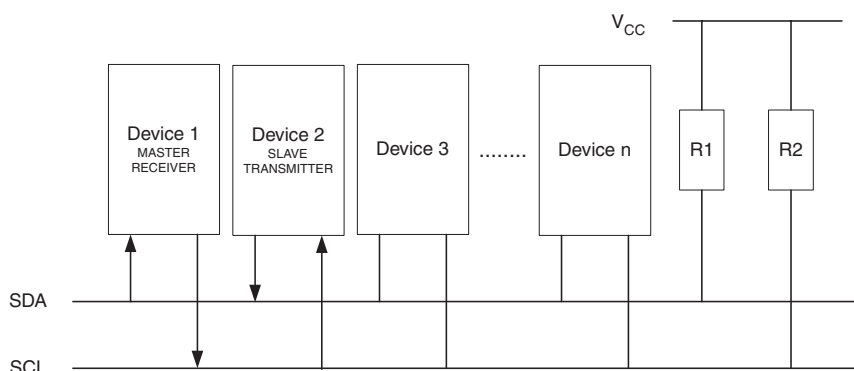 VCC
Device 1
MASTER
RECEIVER
Device 2
SLAVE
TRANSMITTER
Device 3
........
Device n
R1
R2
SDA
SCL